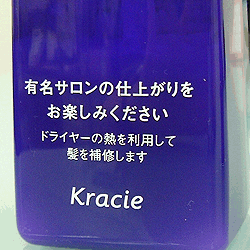 有名サロンの仕上がりを
お楽しみください
ドライヤーの熱を利用して
髪を補修します
Kracie